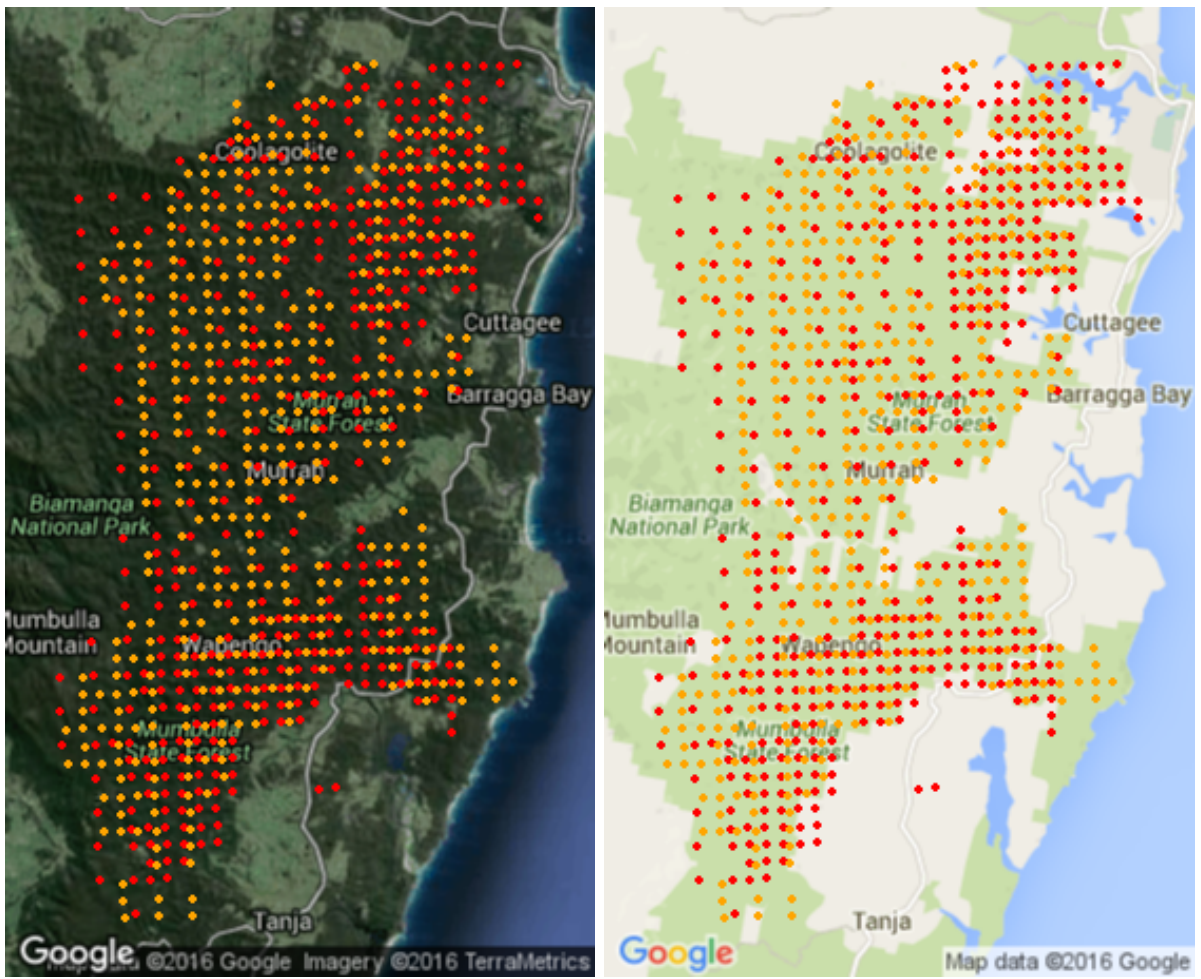 Coolagolite
Cuttagee
Barragga Bay
Murrah
State Forest
Murrah
Biamanga
National Park
Mumbulla
Mountain
Wapengo
Mumbulla
State Forest
Tanja
Google
Map data ©2016 Google Imagery ©2016 TerraMetrics
Coolagolite
Cuttagee
Barragga Bay
Murrah
State Forest
Murrah
Biamanga
National Park
Mumbulla
Mountain
Wapengo
Mumbulla
State Forest
Tanja
Google
Map data ©2016 Google